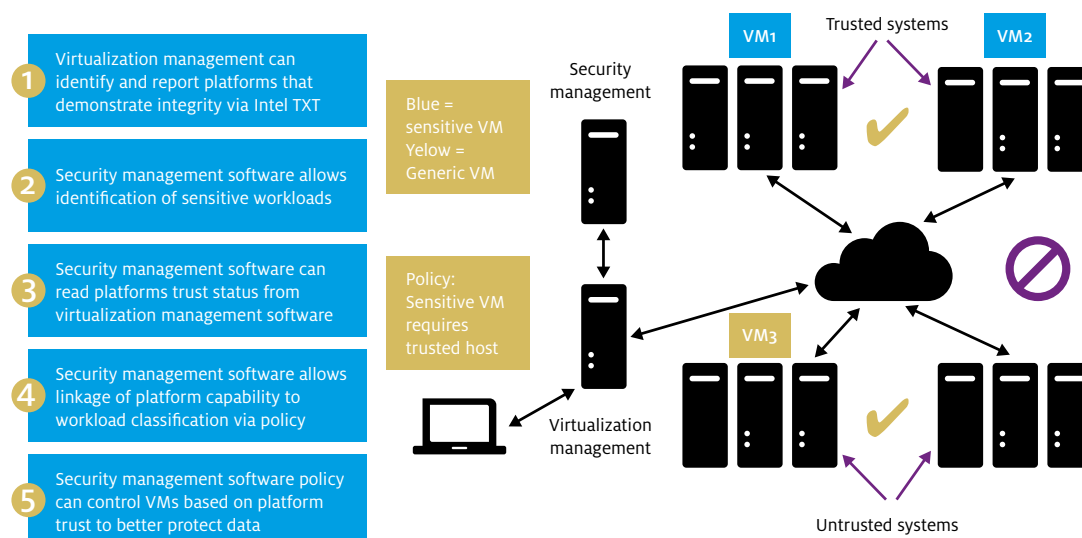 1
Virtualization management can
identify and report platforms that
demonstrate integrity via Intel TXT
2
Security management software allows
identification of sensitive workloads
3
Security management software can
read platforms trust status from
virtualization management software
4
Security management software allows
linkage of platform capability to
workload classification via policy
5
Security management software policy
can control VMs based on platform
trust to better protect data
Blue =
sensitive VM
Yelow =
Generic VM
Policy:
Sensitive VM
requires
trusted host
Security
management
Virtualization
management
VM1
Trusted systems
VM2
VM3
Untrusted systems